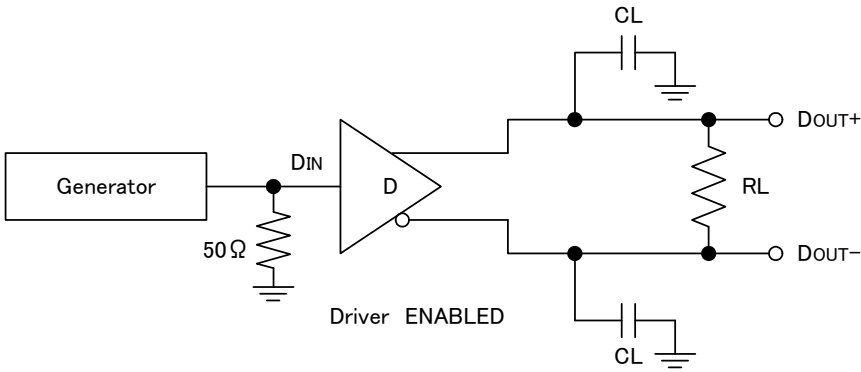 CL
DOUT+
DIN
Generator
D
RL
50Ω
DOUT−
Driver ENABLED
CL